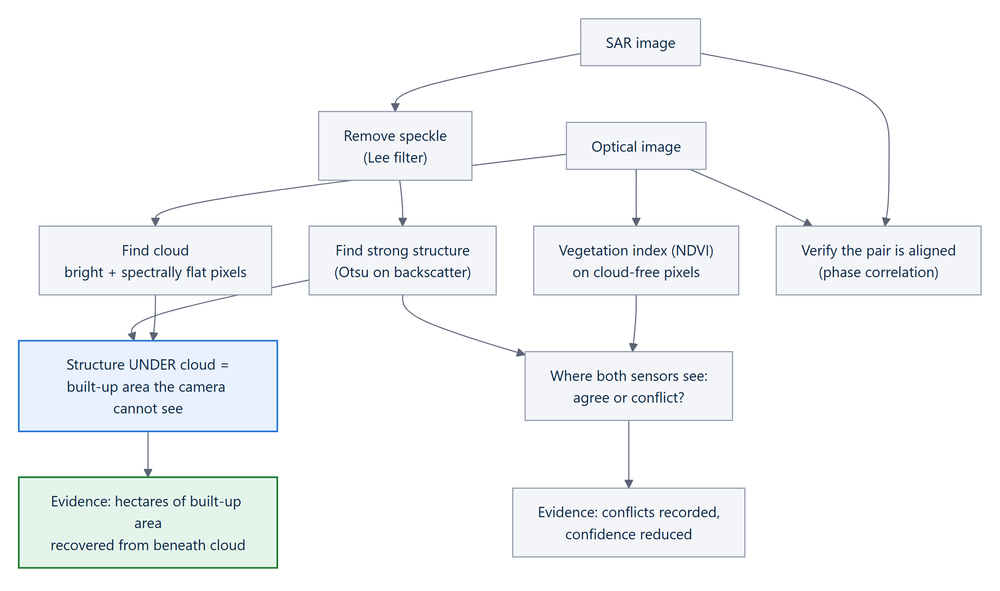 SAR image
Remove speckle
(Lee filter)
Optical image
Find cloud
bright + spectrally flat pixels
Find strong structure
(Otsu on backscatter)
Vegetation index (NDVI)
on cloud-free pixels
Verify the pair is aligned
(phase correlation)
Structure UNDER cloud =
built-up area the camera
cannot see
Where both sensors see:
agree or conflict?
Evidence: hectares of built-up
area
recovered from beneath cloud
Evidence: conflicts recorded,
confidence reduced